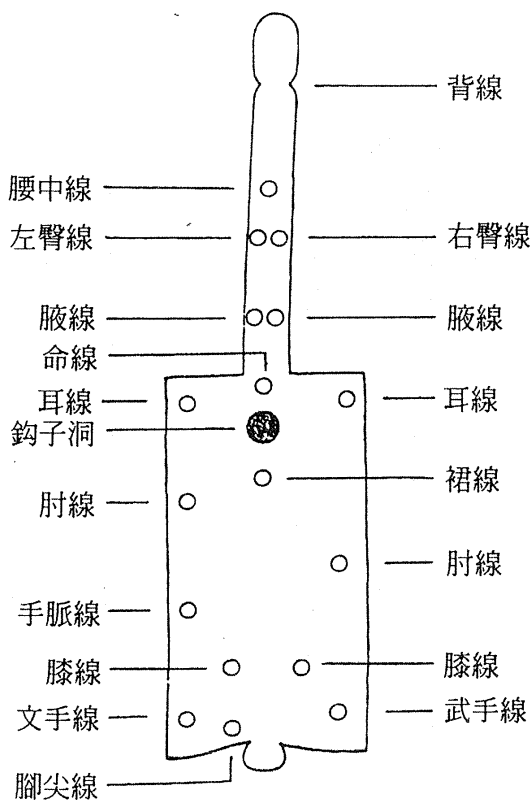 背線
腰中線
左臀線 右臀線
腋線 腋線
命線
耳線 耳線
鈎子洞
裙線
肘線
肘線
手脈線
膝線 膝線
文手線 武手線
腳尖線